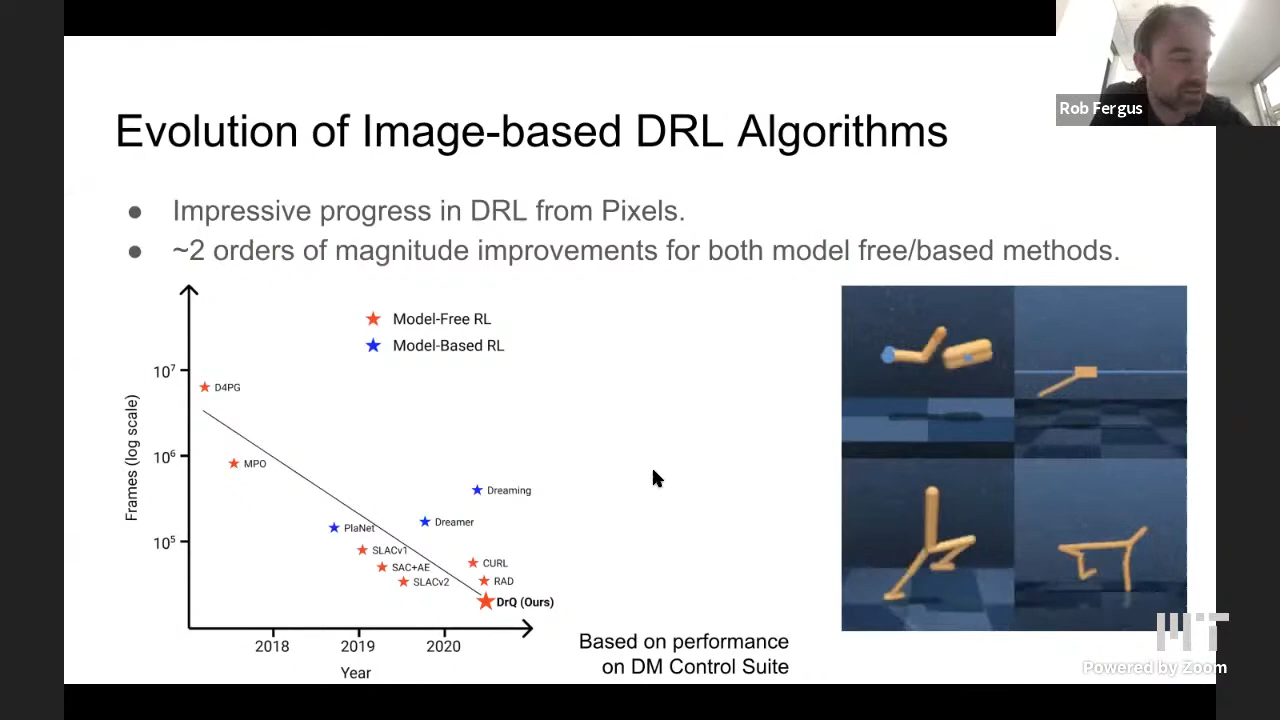 Rob Fergus
Evolution of Image-based DRL Algorithms
● Impressive progress in DRL from Pixels.
● ~2 orders of magnitude improvements for both model free/based methods.
Model-Free RL
Model-Based RL
Frames (log scale)
10⁷
10⁶
10⁵
D4PG
MPO
Dreaming
Dreamer
PlaNet
SLACv1
SAC+AE
SLACv2
CURL
RAD
DrQ (Ours)
2018 2019 2020
Year
Based on performance
on DM Control Suite
MIT
Powered by Zoom